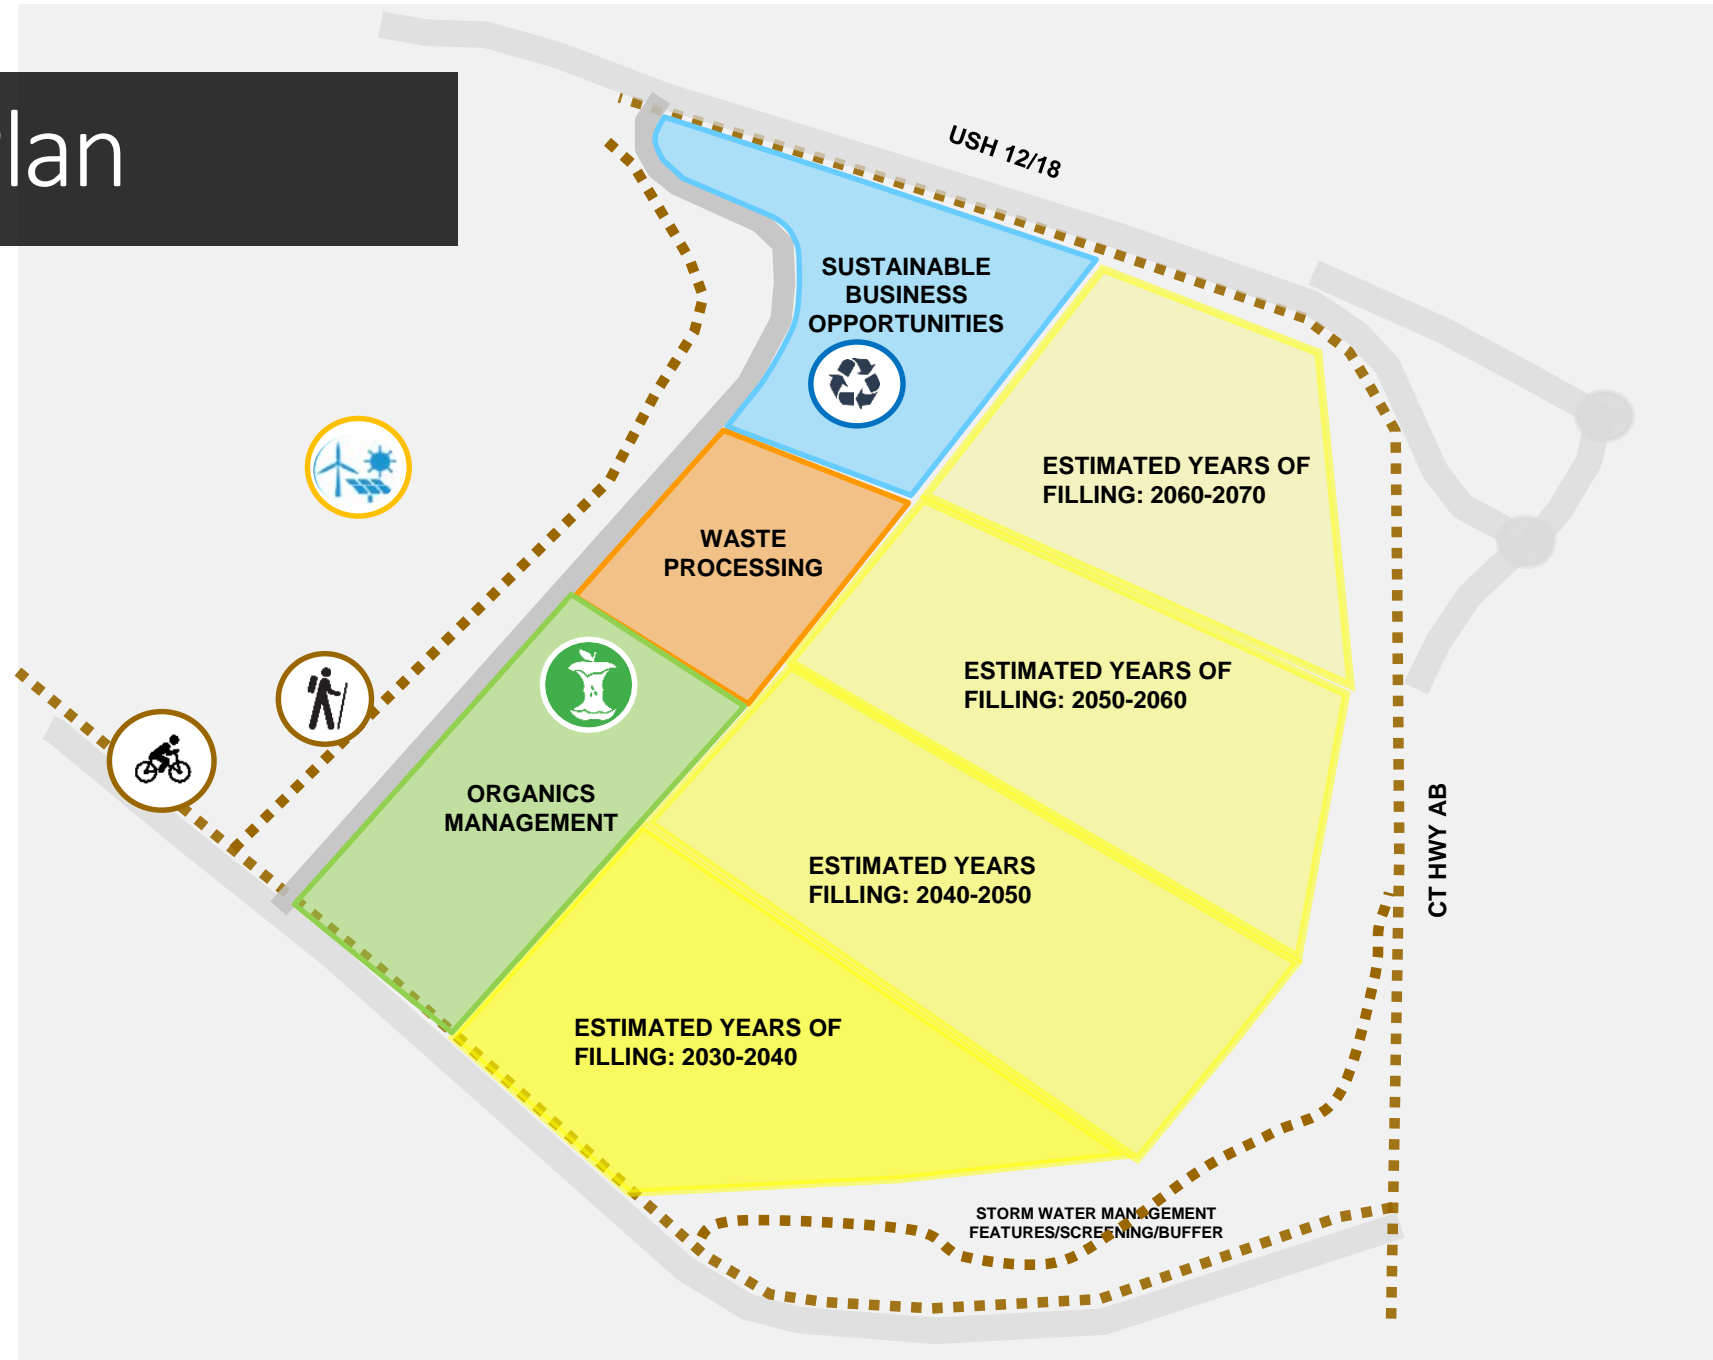 lan
USH 12/18
SUSTAINABLE
BUSINESS
OPPORTUNITIES
ESTIMATED YEARS OF
FILLING: 2060-2070
WASTE
PROCESSING
ESTIMATED YEARS OF
FILLING: 2050-2060
ORGANICS
MANAGEMENT
CT HWY AB
ESTIMATED YEARS
FILLING: 2040-2050
ESTIMATED YEARS OF
FILLING: 2030-2040
STORM WATER MANAGEMENT
FEATURES/SCREENING/BUFFER